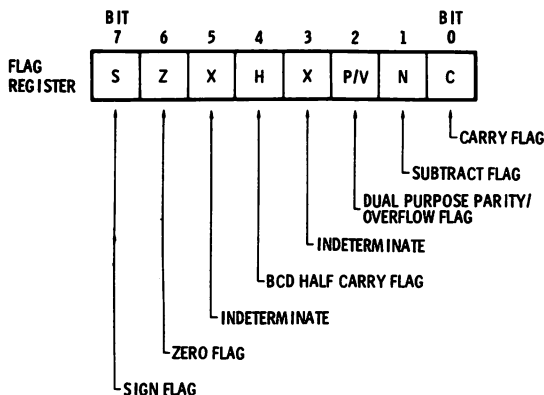 BIT BIT
7 6 5 4 3 2 1 0
FLAG
REGISTER
S Z X H X P/V N C
CARRY FLAG
SUBTRACT FLAG
DUAL PURPOSE PARITY/
OVERFLOW FLAG
INDETERMINATE
BCD HALF CARRY FLAG
INDETERMINATE
ZERO FLAG
SIGN FLAG